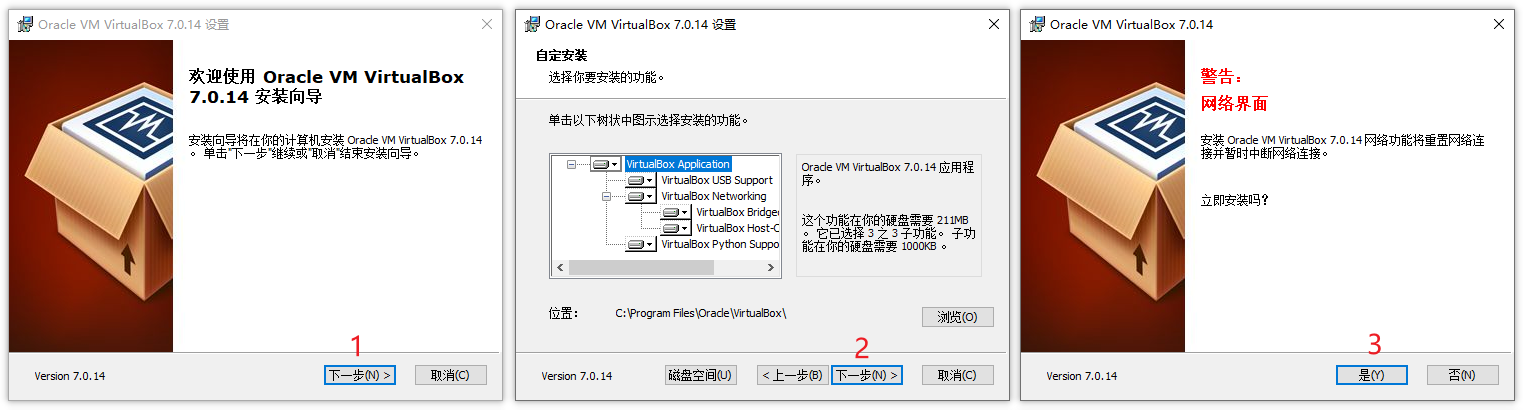 Oracle VM VirtualBox 7.0.14 设置
欢迎使用 Oracle VM VirtualBox
7.0.14 安装向导
安装向导将在你的计算机安装 Oracle VM VirtualBox 7.0.14
。 单击"下一步"继续或"取消"结束安装向导。
1
Version 7.0.14
下一步(N) >
取消(C)
Oracle VM VirtualBox 7.0.14 设置
自定安装
选择你要安装的功能。
单击以下树状中图示选择安装的功能。
VirtualBox Application
VirtualBox USB Support
VirtualBox Networking
VirtualBox Bridge
VirtualBox Host-C
VirtualBox Python Suppo
Oracle VM VirtualBox 7.0.14 应用程
序。
这个功能在你的硬盘需要 211MB
。 它已选择 3 之 3 子功能。 子功
能在你的硬盘需要 1000KB 。
位置：
C:\Program Files\Oracle\VirtualBox\
浏览(O)
2
Version 7.0.14
磁盘空间(U)
< 上一步(B)
下一步(N) >
取消(C)
Oracle VM VirtualBox 7.0.14
警告：
网络界面
安装 Oracle VM VirtualBox 7.0.14 网络功能将重置网络连
接并暂时中断网络连接。
立即安装吗？
3
Version 7.0.14
是(Y)
否(N)